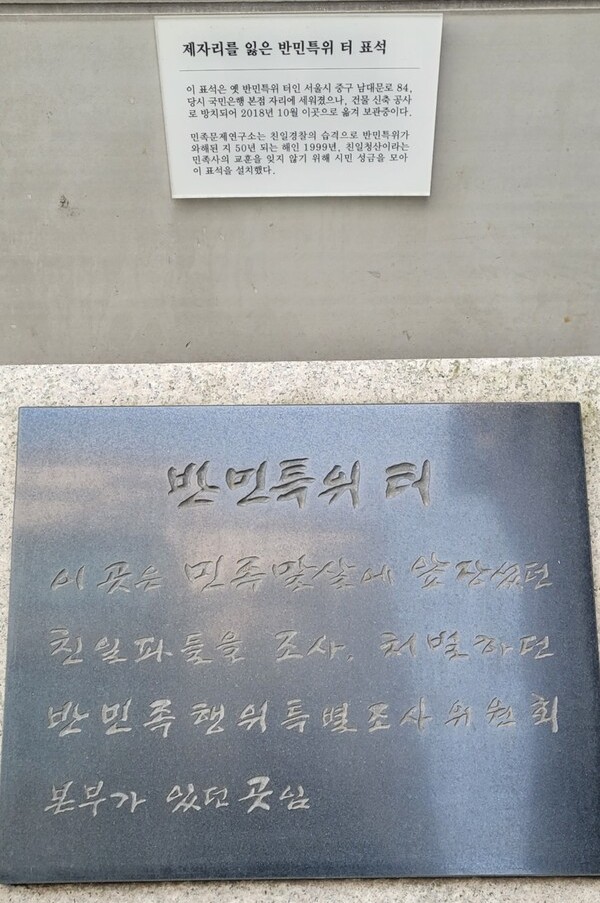 제자리를 잃은 반민특위 터 표석
이 표석은 옛 반민특위 터인 서울시 중구 남대문로 84,
당시 국민은행 본점 자리에 세워졌으나, 건물 신축 공사
로 방치되어 2018년 10월 이곳으로 옮겨 보관중이다.
민족문제연구소는 친일경찰의 습격으로 반민특위가
와해된 지 50년 되는 해인 1999년, 친일청산이라는
민족사의 교훈을 잊지 않기 위해 시민 성금을 모아
이 표석을 설치했다.
반민특위 터
이 곳은 민족말살에 앞장섰던
친일파들을 조사, 처벌하던
반민족행위특별조사위원회
본부가 있던 곳임